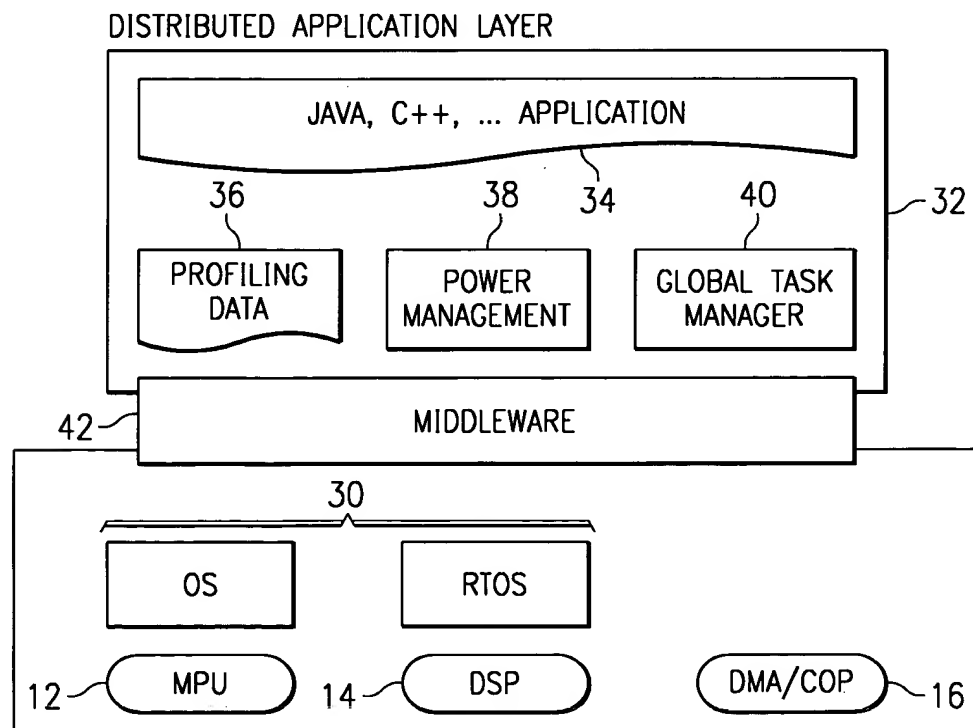 DISTRIBUTED APPLICATION LAYER
JAVA, C++, ... APPLICATION
34
36
38
40
32
PROFILING
DATA
POWER
MANAGEMENT
GLOBAL TASK
MANAGER
42
MIDDLEWARE
30
OS
RTOS
12
MPU
14
DSP
DMA/COP
16